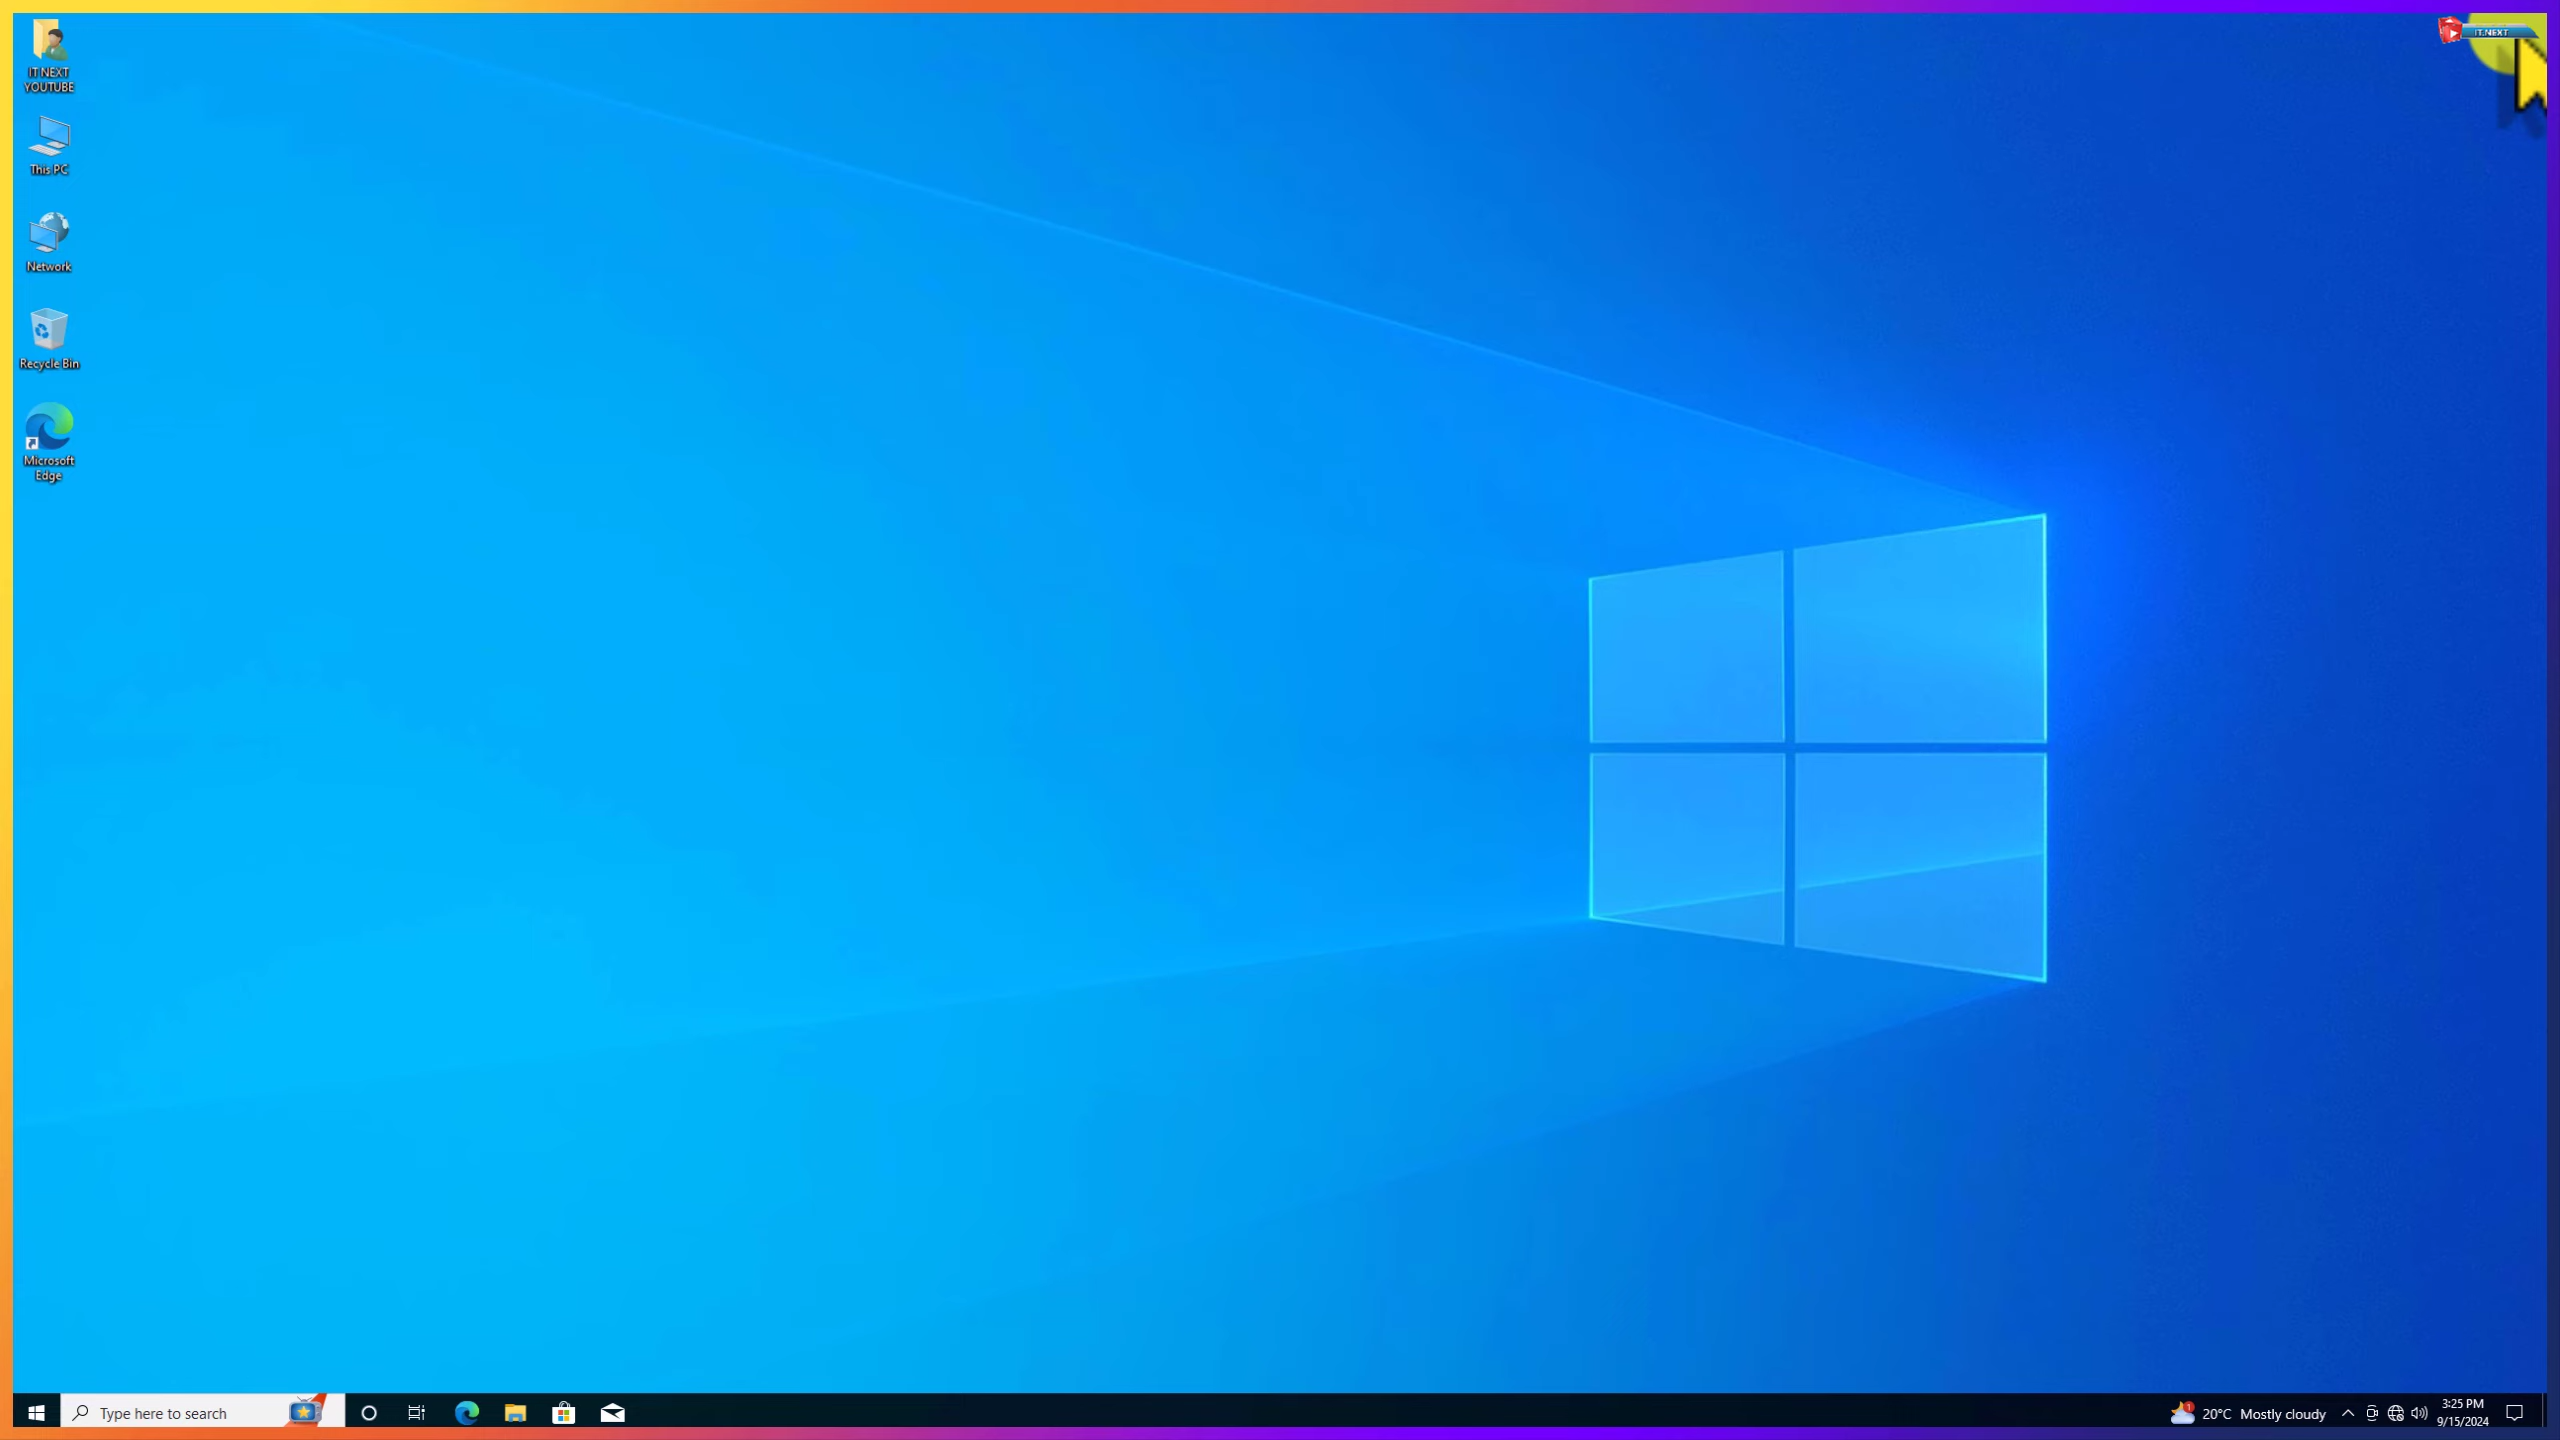 IT NEXT
YOUTUBE
This PC
Network
Recycle Bin
Microsoft
Edge
IT.NEXT
Type here to search
1
20°C Mostly cloudy
3:25 PM
9/15/2024